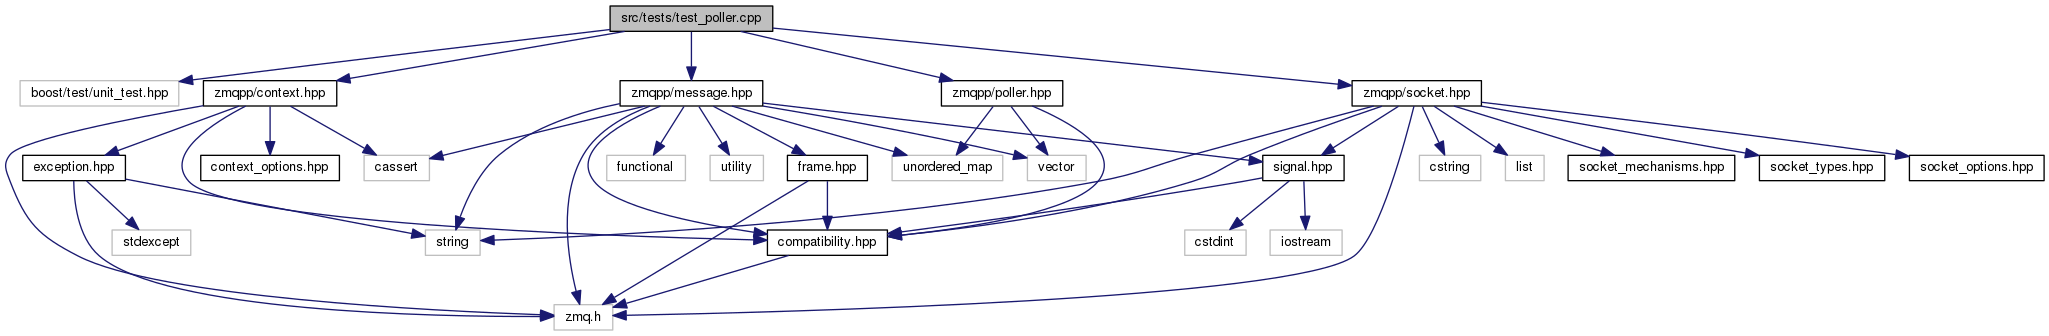 src/tests/test_poller.cpp
boost/test/unit_test.hpp
zmqpp/context.hpp
zmqpp/message.hpp
zmqpp/poller.hpp
zmqpp/socket.hpp
exception.hpp
context_options.hpp
cassert
functional
utility
frame.hpp
unordered_map
vector
signal.hpp
cstring
list
socket_mechanisms.hpp
socket_types.hpp
socket_options.hpp
stdexcept
string
compatibility.hpp
cstdint
iostream
zmq.h